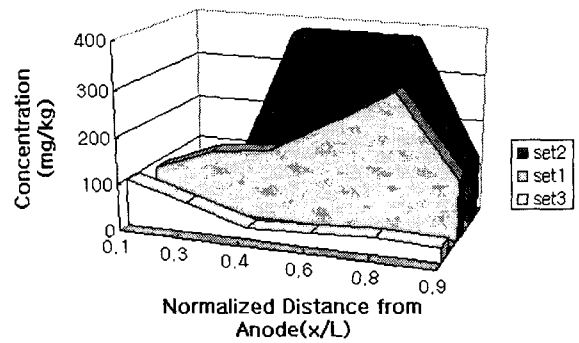 400
300
200
100
0
Concentration
(mg/kg)
0.1
0.3
0.4
0.6
0.8
0.9
Normalized Distance from
Anode(x/L)
set2
set1
set3